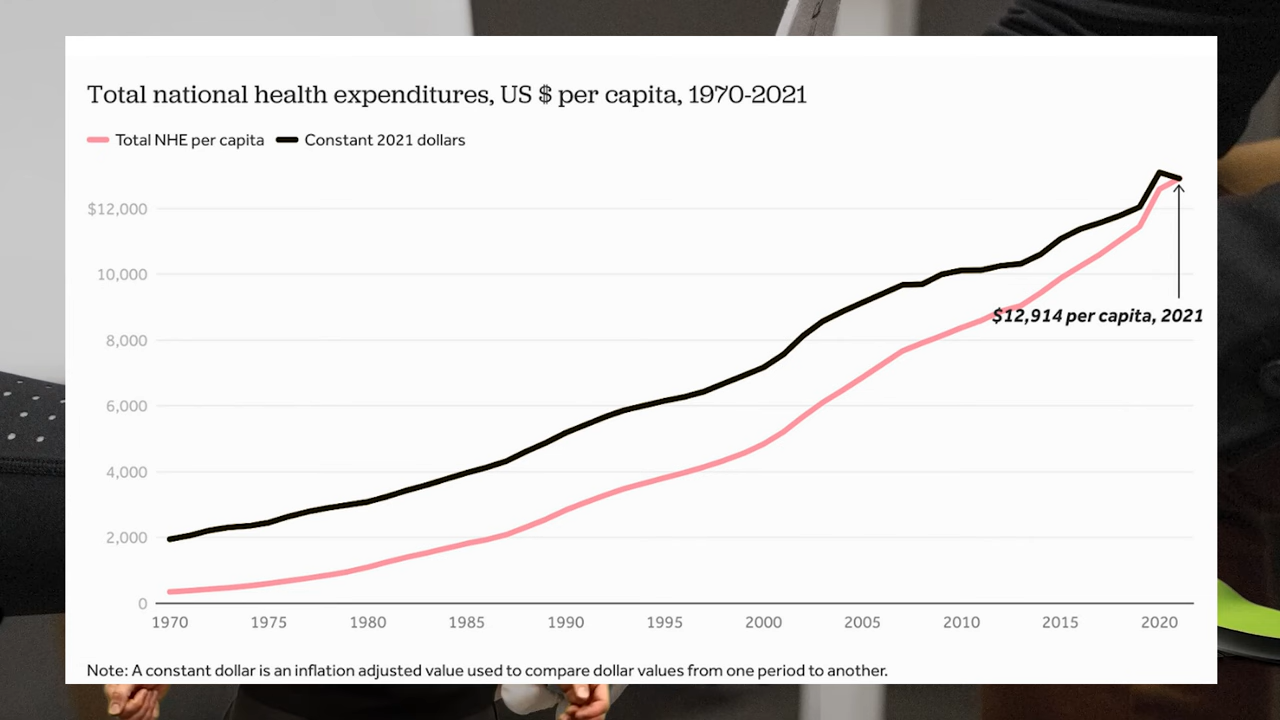 Total national health expenditures, US $ per capita, 1970-2021
Total NHE per capita Constant 2021 dollars
$12,000
10,000
8,000
6,000
4,000
2,000
0
$12,914 per capita, 2021
1970 1975 1980 1985 1990 1995 2000 2005 2010 2015 2020
Note: A constant dollar is an inflation adjusted value used to compare dollar values from one period to another.